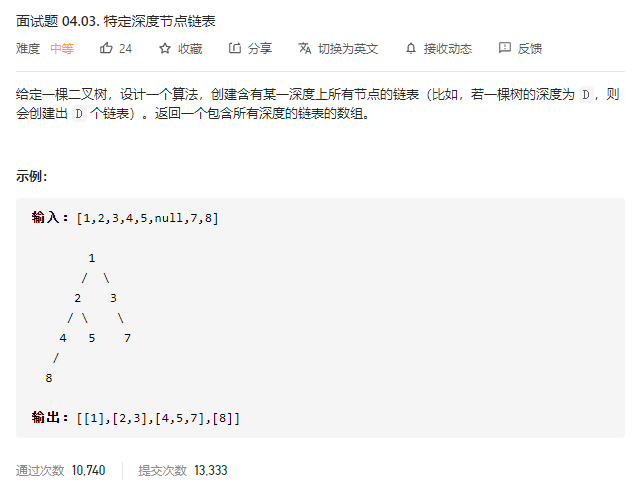 面试题 04.03. 特定深度节点链表
难度 中等 24 收藏 分享 切换为英文 接收动态 反馈
给定一棵二叉树，设计一个算法，创建含有某一深度上所有节点的链表（比如，若一棵树的深度为 D，则
会创建出 D 个链表）。返回一个包含所有深度的链表的数组。
示例：
输入：[1,2,3,4,5,null,7,8]
1
/ \
2 3
/ \ \
4 5 7
/
8
输出：[[1],[2,3],[4,5,7],[8]]
通过次数 10,740 提交次数 13,333